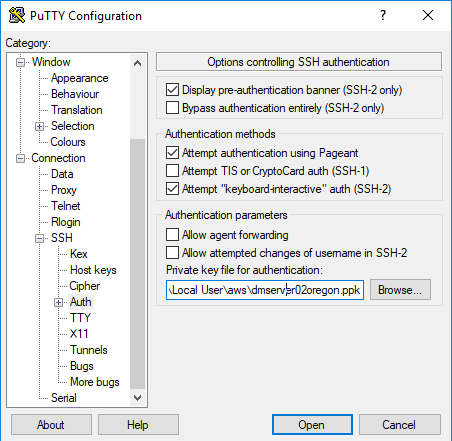 PuTTY Configuration
Category:
Window
Appearance
Behaviour
Translation
Selection
Colours
Connection
Data
Proxy
Telnet
Rlogin
SSH
Kex
Host keys
Cipher
Auth
TTY
X11
Tunnels
Bugs
More bugs
Serial
Options controlling SSH authentication
Display pre-authentication banner (SSH-2 only)
Bypass authentication entirely (SSH-2 only)
Authentication methods
Attempt authentication using Pageant
Attempt TIS or CryptoCard auth (SSH-1)
Attempt "keyboard-interactive" auth (SSH-2)
Authentication parameters
Allow agent forwarding
Allow attempted changes of username in SSH-2
Private key file for authentication:
\Local User\aws\dmserver02oregon.ppk Browse...
About Help Open Cancel